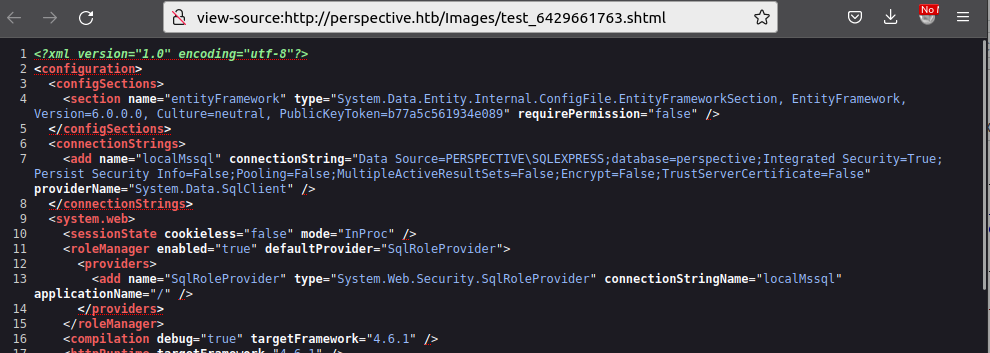 No
view-source:http://perspective.htb/Images/test_6429661763.shtml
1 <?xml version="1.0" encoding="utf-8"?>
2 <configuration>
3 <configSections>
4 <section name="entityFramework" type="System.Data.Entity.Internal.ConfigFile.EntityFrameworkSection, EntityFramework,
Version=6.0.0.0, Culture=neutral, PublicKeyToken=b77a5c561934e089" requirePermission="false" />
5 </configSections>
6 <connectionStrings>
7 <add name="localMssql" connectionString="Data Source=PERSPECTIVE\SQLEXPRESS;database=perspective;Integrated Security=True;
Persist Security Info=False;Pooling=False;MultipleActiveResultSets=False;Encrypt=False;TrustServerCertificate=False"
providerName="System.Data.SqlClient" />
8 </connectionStrings>
9 <system.web>
10 <sessionState cookieless="false" mode="InProc" />
11 <roleManager enabled="true" defaultProvider="SqlRoleProvider">
12 <providers>
13 <add name="SqlRoleProvider" type="System.Web.Security.SqlRoleProvider" connectionStringName="localMssql"
applicationName="/" />
14 </providers>
15 </roleManager>
16 <compilation debug="true" targetFramework="4.6.1" />
17 <httpRuntime targetFramework="4.6.1" />